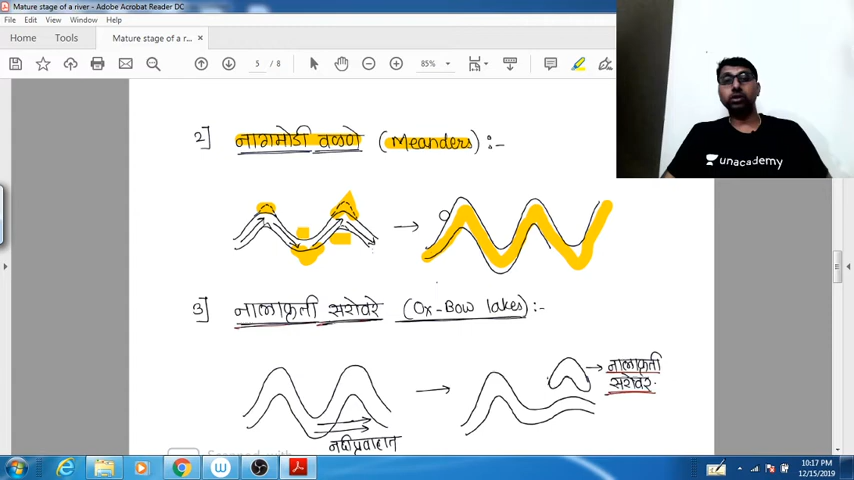 Mature stage of a river - Adobe Acrobat Reader DC
File Edit View Window Help
Home Tools Mature stage of a r... ×
5 / 8 85%
unacademy
2] नागमोडी वळणे (Meanders) :-
3] नालाकृती सरोवरे (Ox-Bow lakes) :-
नालाकृती
सरोवर
नदीप्रवाहात
10:17 PM
12/15/2019